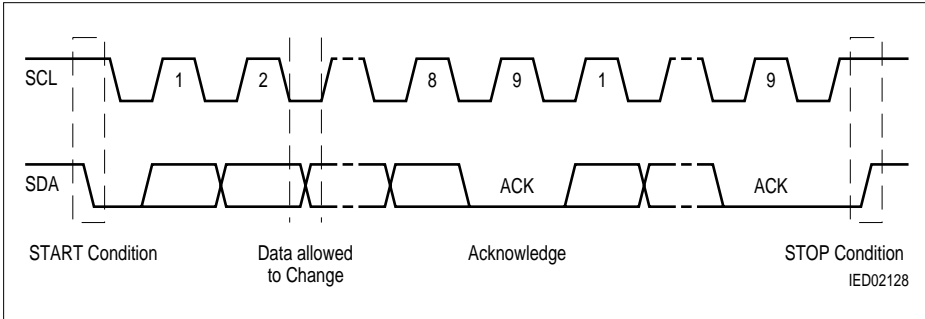 SCL 1 2 8 9 1 9
SDA ACK ACK
START Condition Data allowed to Change Acknowledge STOP Condition
IED02128